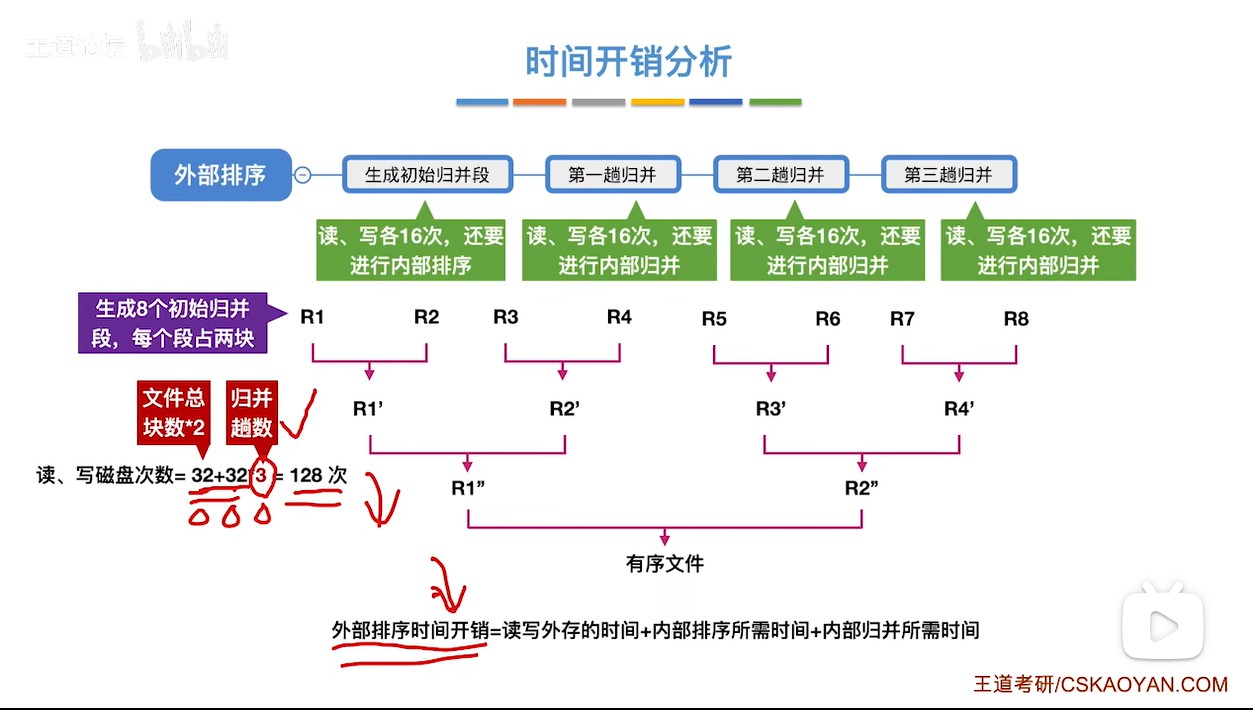 王道论坛 bilibili
时间开销分析
外部排序
生成初始归并段
第一趟归并
第二趟归并
第三趟归并
读、写各16次，还要
进行内部排序
读、写各16次，还要
进行内部归并
读、写各16次，还要
进行内部归并
读、写各16次，还要
进行内部归并
生成8个初始归并
段，每个段占两块
R1 R2 R3 R4 R5 R6 R7 R8
文件总
块数*2
归并
趟数
R1’ R2’ R3’ R4’
读、写磁盘次数= 32+32*3 = 128 次
R1” R2”
有序文件
外部排序时间开销=读写外存的时间+内部排序所需时间+内部归并所需时间
王道考研/CSKAOYAN.COM